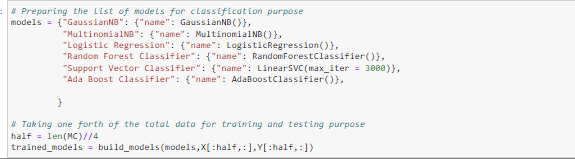 # Preparing the List of models for classification purpose
models = {"GaussianNB": {"name": GaussianNB()},
"MultinomialNB": {"name": MultinomialNB()},
"Logistic Regression": {"name": LogisticRegression()},
"Random Forest Classifier": {"name": RandomForestClassifier()},
"Support Vector Classifier": {"name": LinearSVC(max_iter = 3000)},
"Ada Boost Classifier": {"name": AdaBoostClassifier()},
}
# Taking one forth of the total data for training and testing purpose
half = len(MC)//4
trained_models = build_models(models,X[:half,:],Y[:half,:])